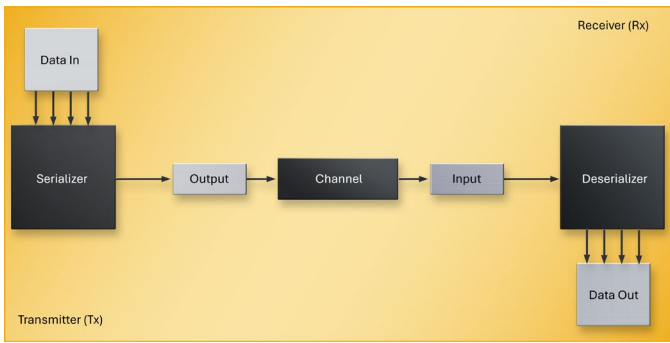 Receiver (Rx)
Data In
Serializer
Output
Channel
Input
Deserializer
Data Out
Transmitter (Tx)